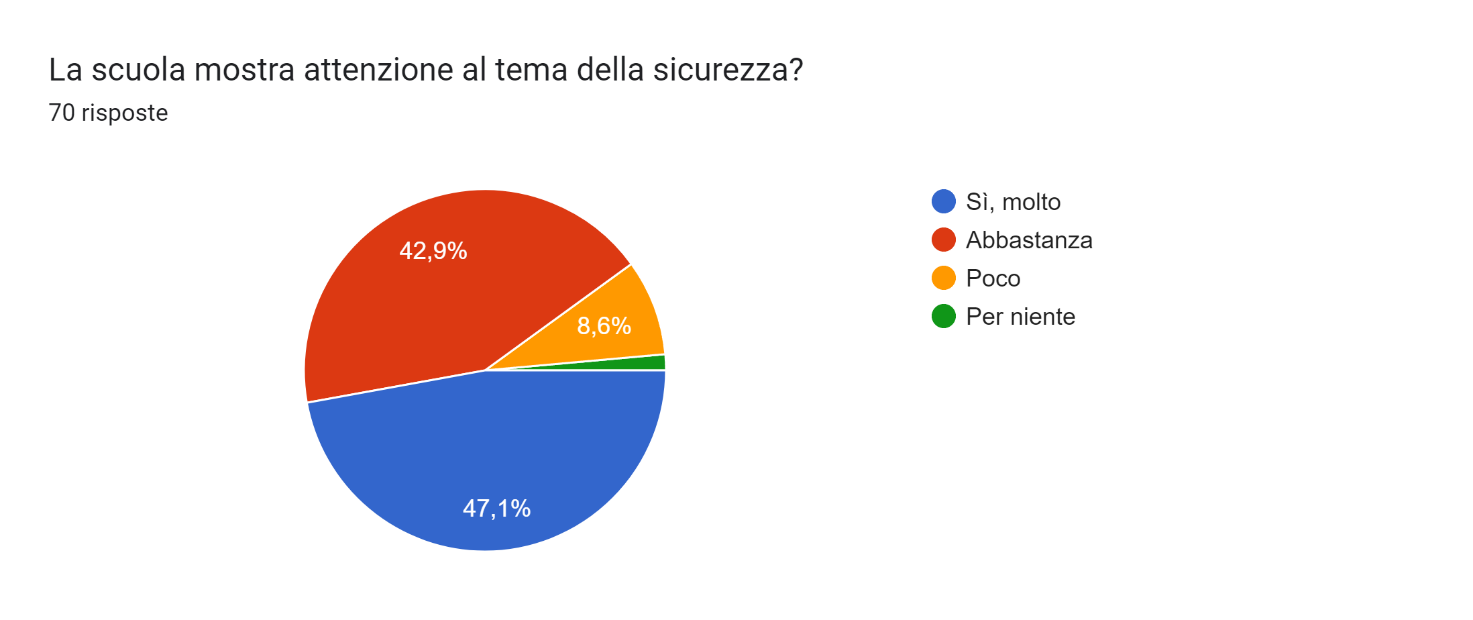 La scuola mostra attenzione al tema della sicurezza?
70 risposte
42,9%
8,6%
47,1%
Sì, molto
Abbastanza
Poco
Per niente